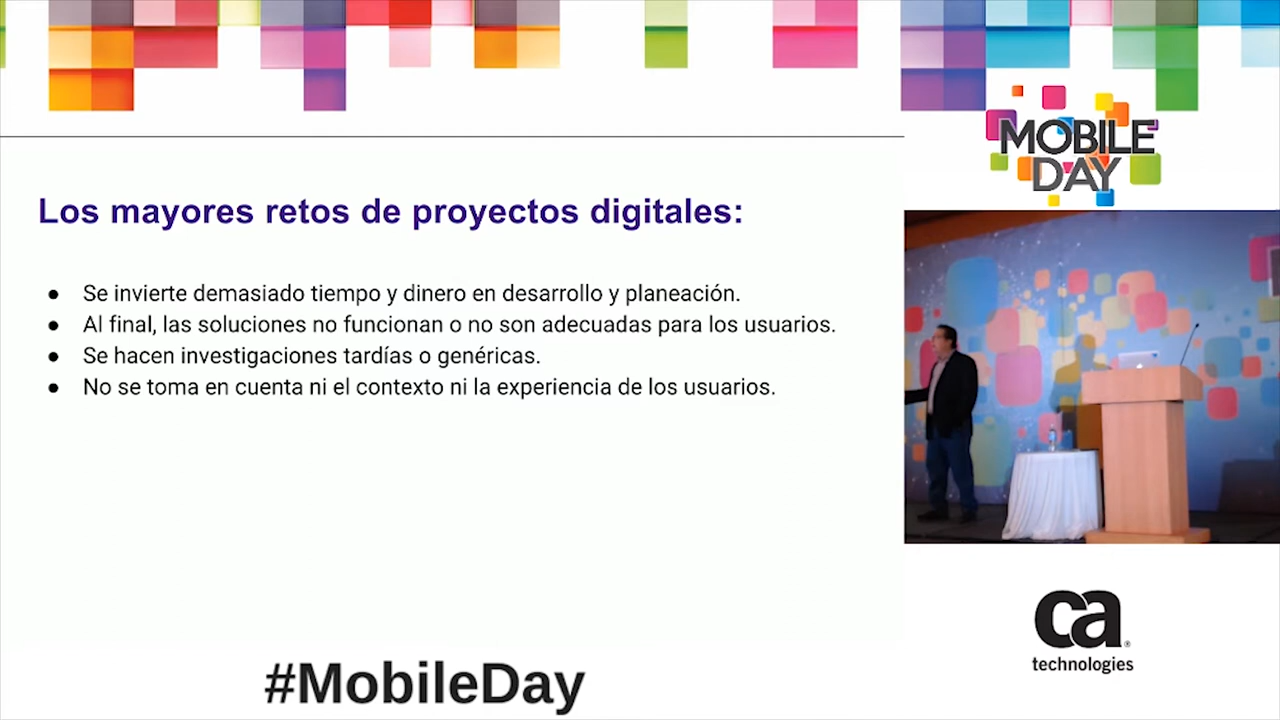 MOBILE
DAY
Los mayores retos de proyectos digitales:
● Se invierte demasiado tiempo y dinero en desarrollo y planeación.
● Al final, las soluciones no funcionan o no son adecuadas para los usuarios.
● Se hacen investigaciones tardías o genéricas.
● No se toma en cuenta ni el contexto ni la experiencia de los usuarios.
ca®
technologies
#MobileDay